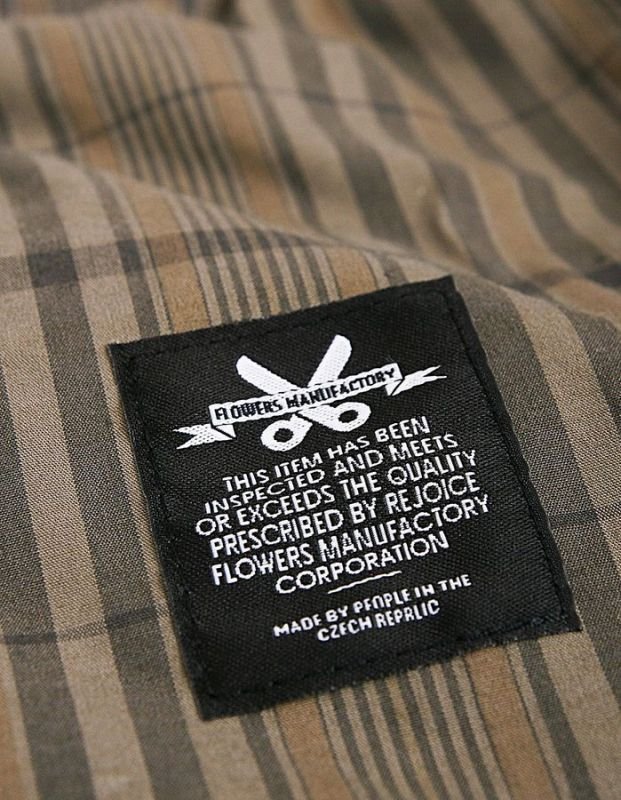 FLOWERS MANUFACTORY
THIS ITEM HAS BEEN
INSPECTED AND MEETS
OR EXCEEDS THE QUALITY
PRESCRIBED BY REJOICE
FLOWERS MANUFACTORY
CORPORATION
MADE BY PEOPLE IN THE
CZECH REPRLIC